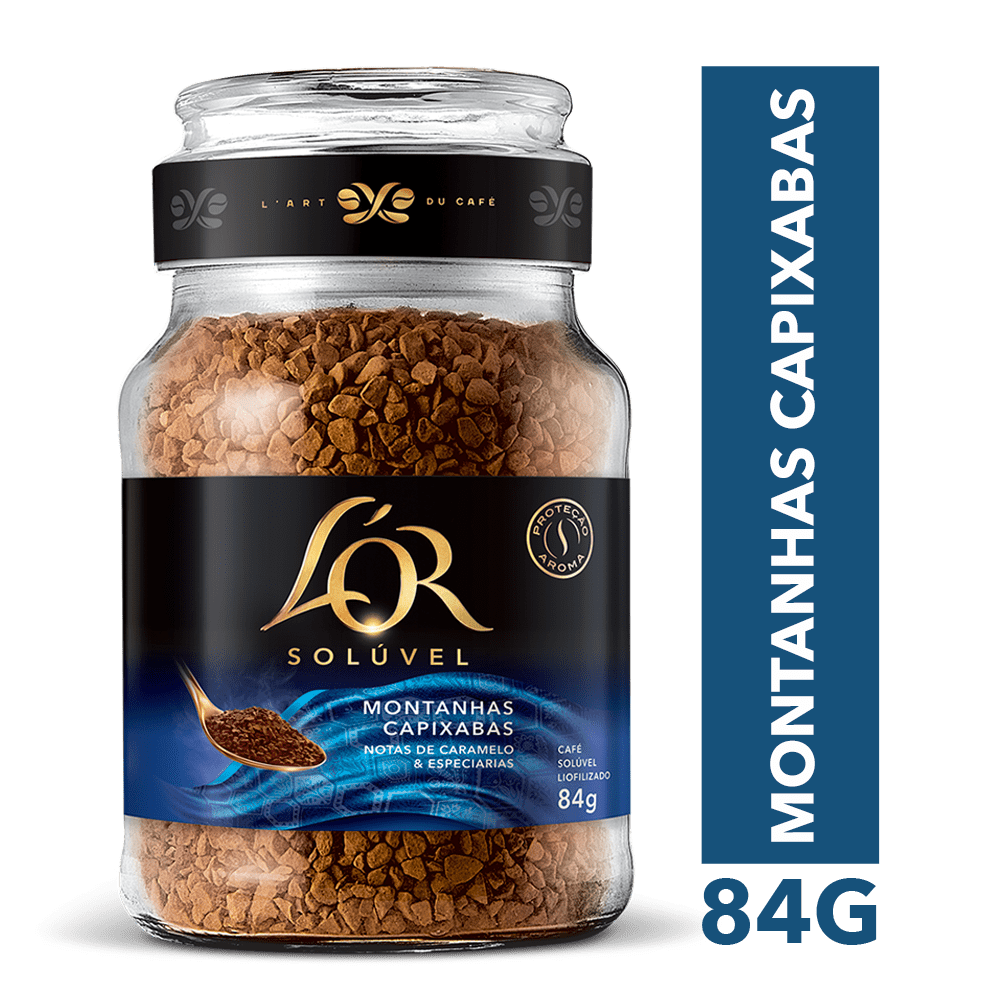 L'ART DU CAFÉ
L'OR
SOLÚVEL
PROTEÇÃO
AROMA
MONTANHAS
CAPIXABAS
NOTAS DE CARAMELO
& ESPECIARIAS
CAFÉ
SOLÚVEL
LIOFILIZADO
84g
MONTANHAS CAPIXABAS
84G